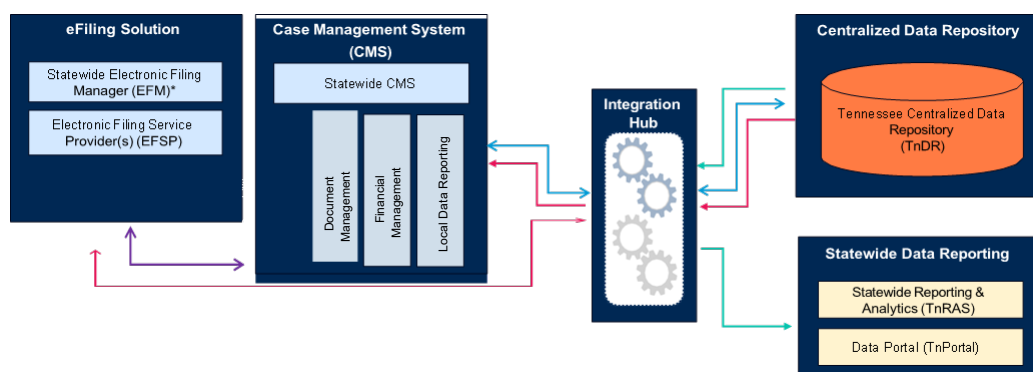 eFiling Solution
Statewide Electronic Filing
Manager (EFM)*
Electronic Filing Service
Provider(s) (EFSP)
Case Management System
(CMS)
Statewide CMS
Document
Management
Financial
Management
Local Data Reporting
Integration
Hub
Centralized Data Repository
Tennessee Centralized Data
Repository
(TnDR)
Statewide Data Reporting
Statewide Reporting &
Analytics (TnRAS)
Data Portal (TnPortal)